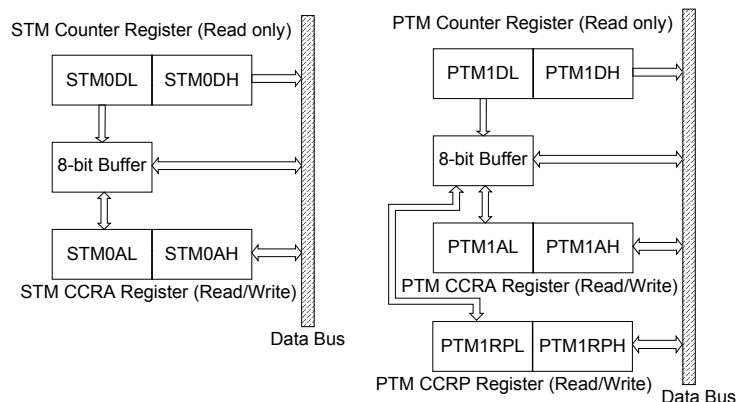 STM Counter Register (Read only)
STM0DL STM0DH
8-bit Buffer
STM0AL STM0AH
STM CCRA Register (Read/Write)
Data Bus
PTM Counter Register (Read only)
PTM1DL PTM1DH
8-bit Buffer
PTM1AL PTM1AH
PTM CCRA Register (Read/Write)
PTM1RPL PTM1RPH
PTM CCRP Register (Read/Write)
Data Bus